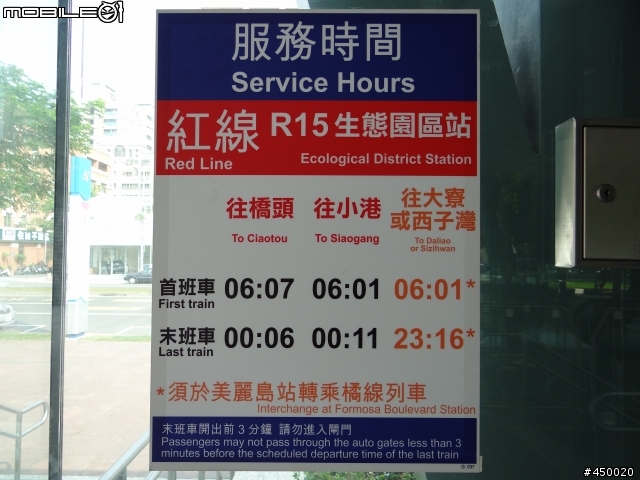 MOBILE01
服務時間
Service Hours
紅線 R15 生態園區站
Red Line Ecological District Station
往橋頭 往小港 往大寮
或西子灣
To Ciaotou To Siaogang To Daliao
or Sizihwan
首班車 06:07 06:01 06:01*
First train
末班車 00:06 00:11 23:16*
Last train
*須於美麗島站轉乘橘線列車
Interchange at Formosa Boulevard Station
末班車開出前3分鐘 請勿進入閘門
Passengers may not pass through the auto gates less than 3
minutes before the scheduled departure time of the last train
#450020